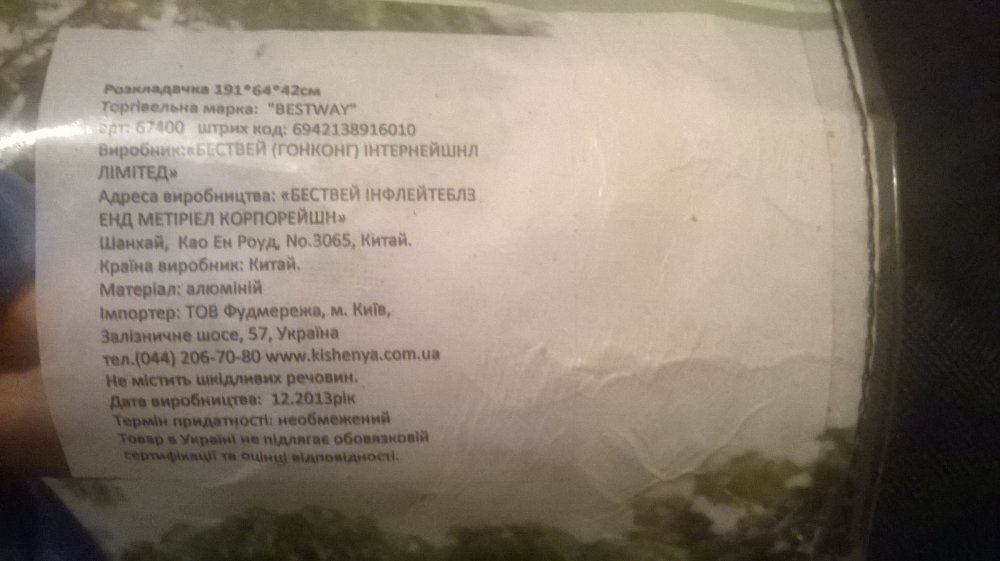 Розкладачка 191*64*42см
Торгівельна марка: "BESTWAY"
арт: 67400 штрих код: 6942138916010
Виробник:«БЕСТВЕЙ (ГОНКОНГ) ІНТЕРНЕЙШНЛ
ЛІМІТЕД»
Адреса виробництва: «БЕСТВЕЙ ІНФЛЕЙТЕБЛЗ
ЕНД МЕТІРІЕЛ КОРПОРЕЙШН»
Шанхай, Као Ен Роуд, No.3065, Китай.
Країна виробник: Китай.
Матеріал: алюміній
Імпортер: ТОВ Фудмережа, м. Київ,
Залізничне шосе, 57, Україна
тел.(044) 206-70-80 www.kishenya.com.ua
Не містить шкідливих речовин.
Дата виробництва: 12.2013рік
Термін придатності: необмежений
Товар в Україні не підлягає обовязковій
сертифікації та оцінці відповідності.